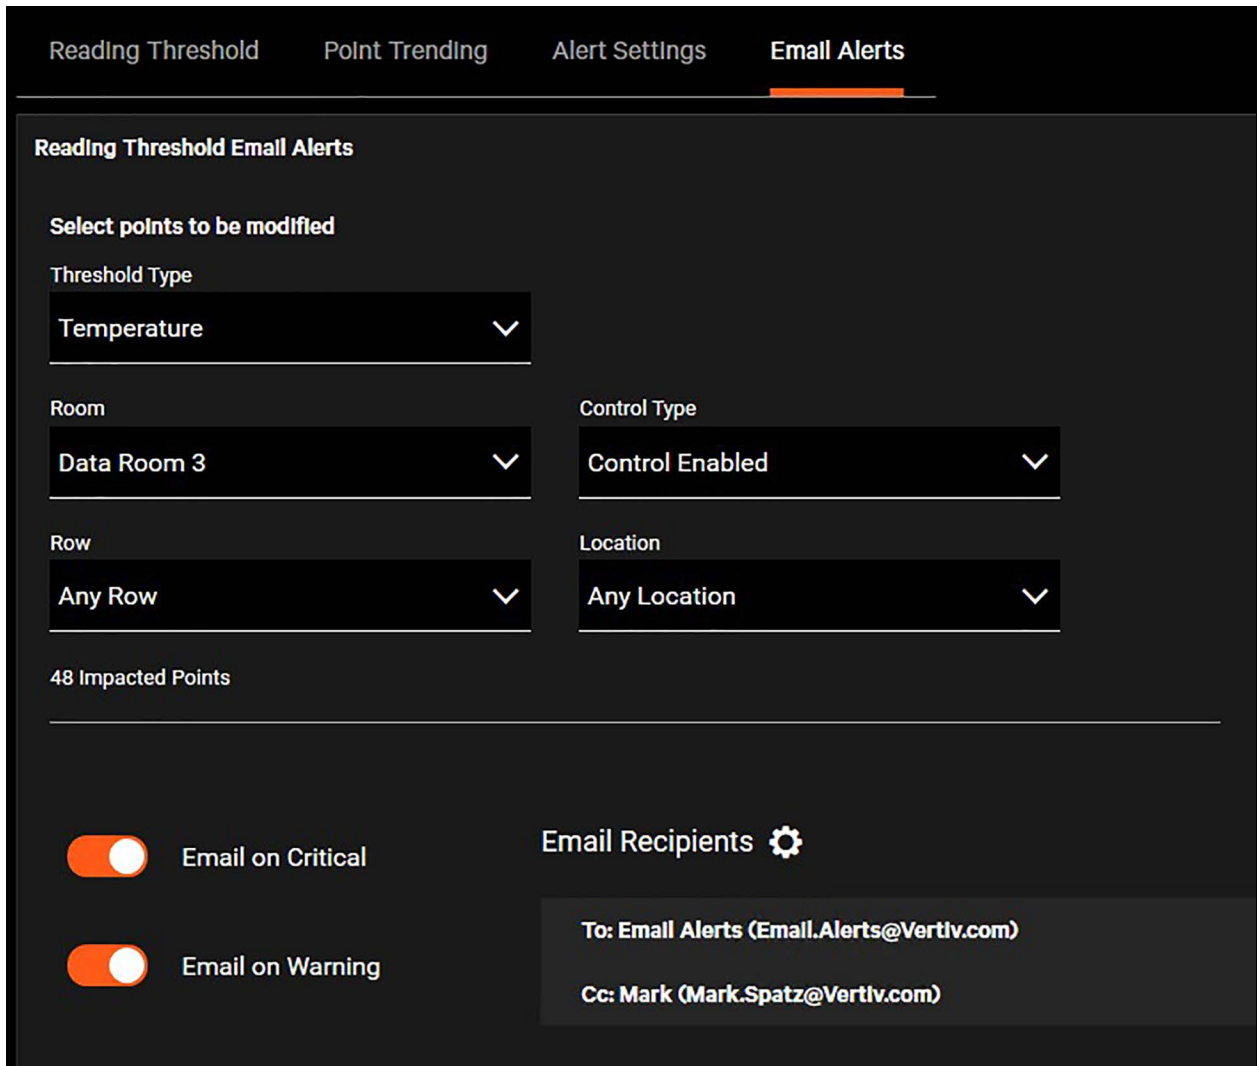 Reading Threshold Point Trending Alert Settings Email Alerts
Reading Threshold Email Alerts
Select points to be modified
Threshold Type
Temperature
Room Control Type
Data Room 3 Control Enabled
Row Location
Any Row Any Location
48 Impacted Points
Email Recipients
Email on Critical
To: Email Alerts (Email.Alerts@Vertiv.com)
Email on Warning
Cc: Mark (Mark.Spatz@Vertiv.com)